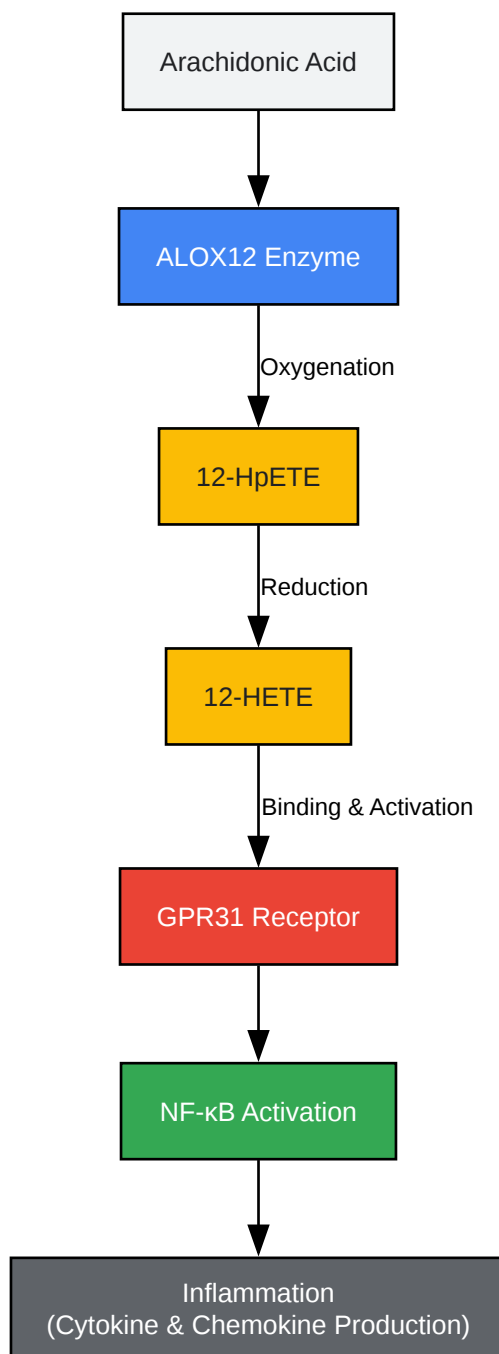 Arachidonic Acid
ALOX12 Enzyme
Oxygenation
12-HpETE
Reduction
12-HETE
Binding & Activation
GPR31 Receptor
NF-κB Activation
Inflammation
(Cytokine & Chemokine Production)